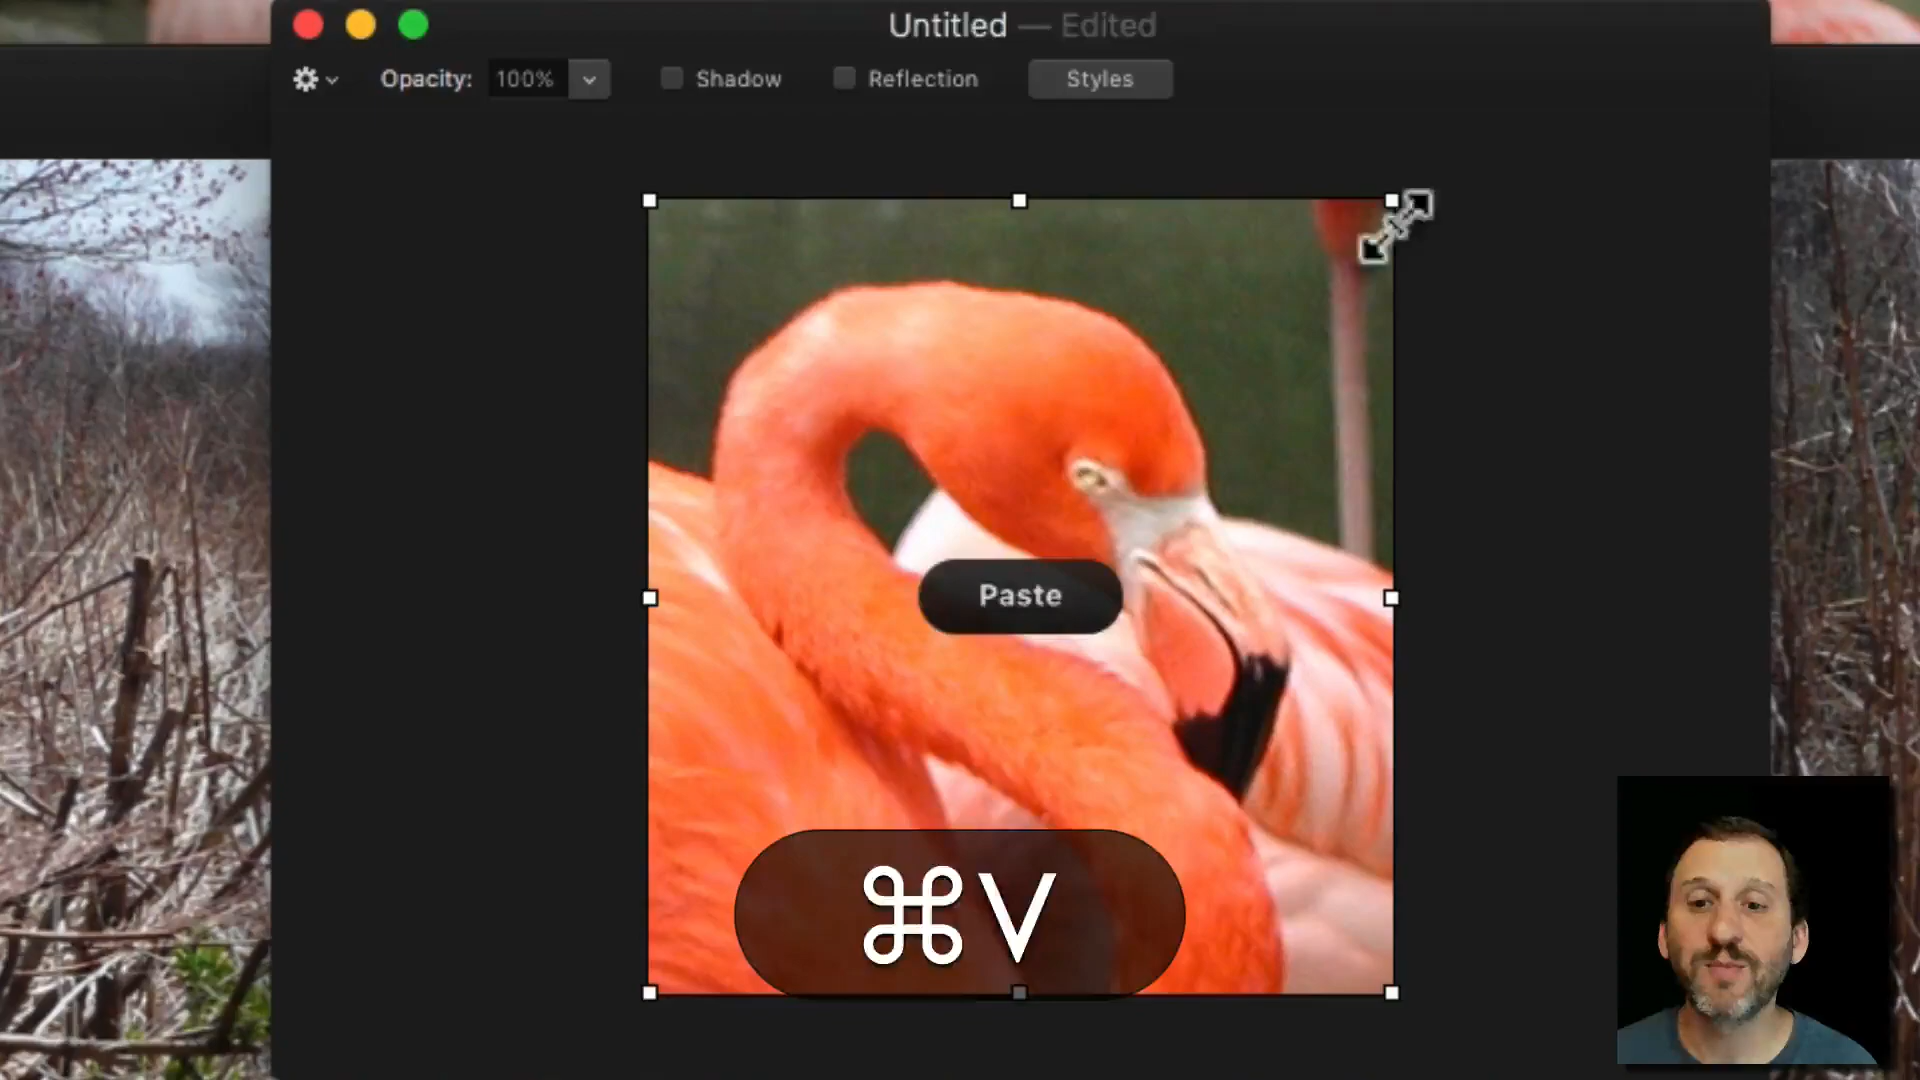 Untitled — Edited
Opacity: 100% Shadow Reflection Styles
Paste
⌘V